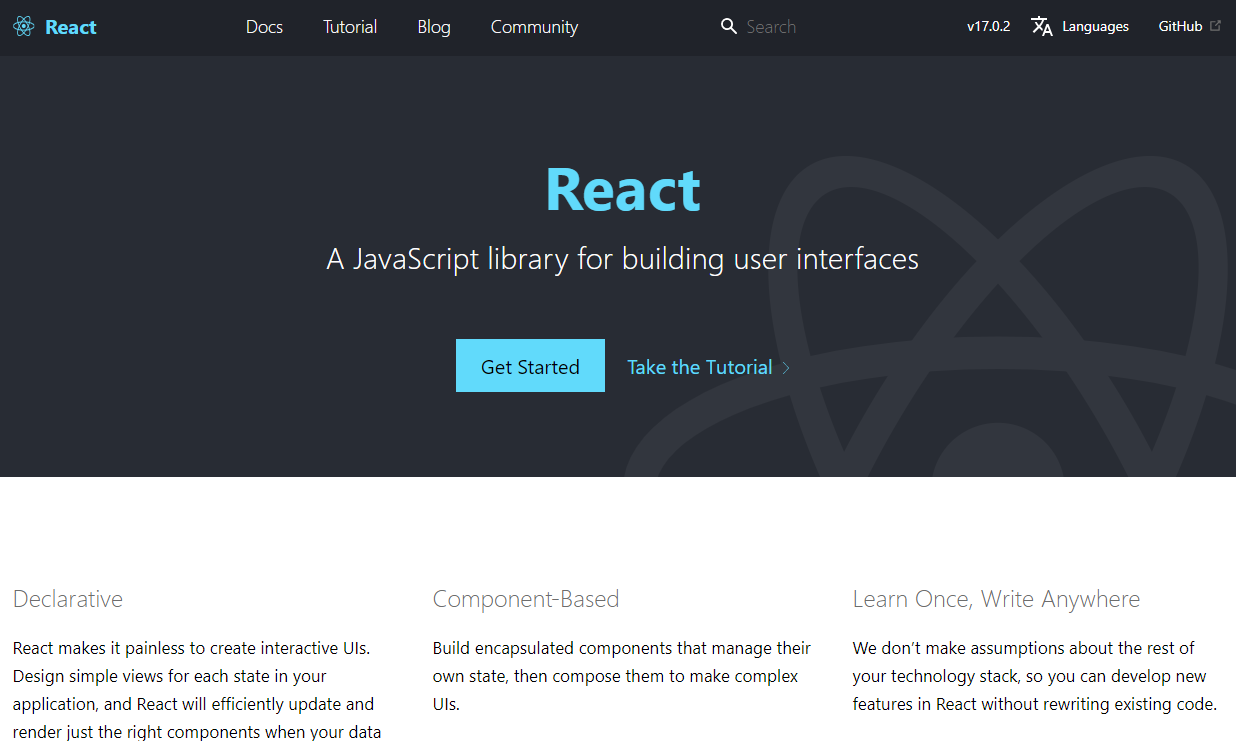 React
Docs
Tutorial
Blog
Community
Search
v17.0.2
Languages
GitHub
React
A JavaScript library for building user interfaces
Get Started
Take the Tutorial
Declarative
React makes it painless to create interactive UIs.
Design simple views for each state in your
application, and React will efficiently update and
render just the right components when your data
Component-Based
Build encapsulated components that manage their
own state, then compose them to make complex
UIs.
Learn Once, Write Anywhere
We don’t make assumptions about the rest of
your technology stack, so you can develop new
features in React without rewriting existing code.